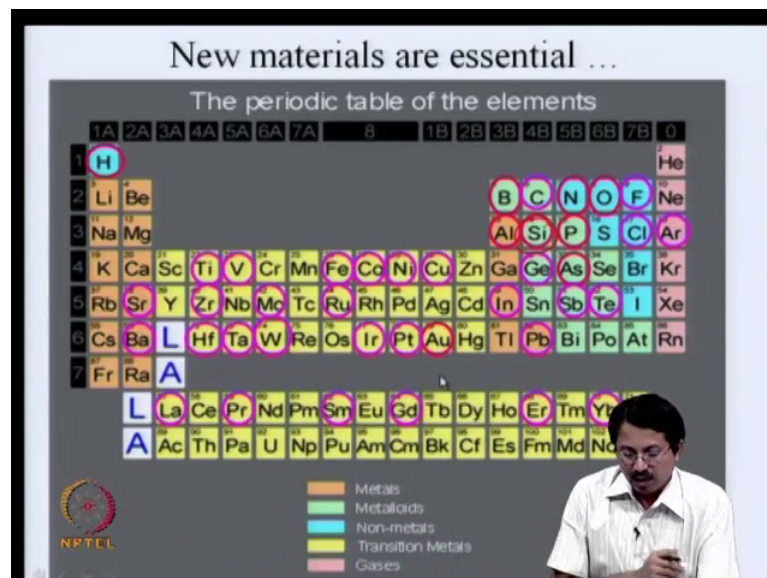 New materials are essential ...
The periodic table of the elements
1A 2A 3A 4A 5A 6A 7A 8 1B 2B 3B 4B 5B 6B 7B 0
1 H He
2 Li Be B C N O F Ne
3 Na Mg Al Si P S Cl Ar
4 K Ca Sc Ti V Cr Mn Fe Co Ni Cu Zn Ga Ge As Se Br Kr
5 Rb Sr Y Zr Nb Mo Tc Ru Rh Pd Ag Cd In Sn Sb Te I Xe
6 Cs Ba L Hf Ta W Re Os Ir Pt Au Hg Tl Pb Bi Po At Rn
7 Fr Ra A
L La Ce Pr Nd Pm Sm Eu Gd Tb Dy Ho Er Tm Yb
A Ac Th Pa U Np Pu Am Cm Bk Cf Es Fm Md No
Metals
Metalloids
Non-metals
Transition Metals
Gases
NPTEL